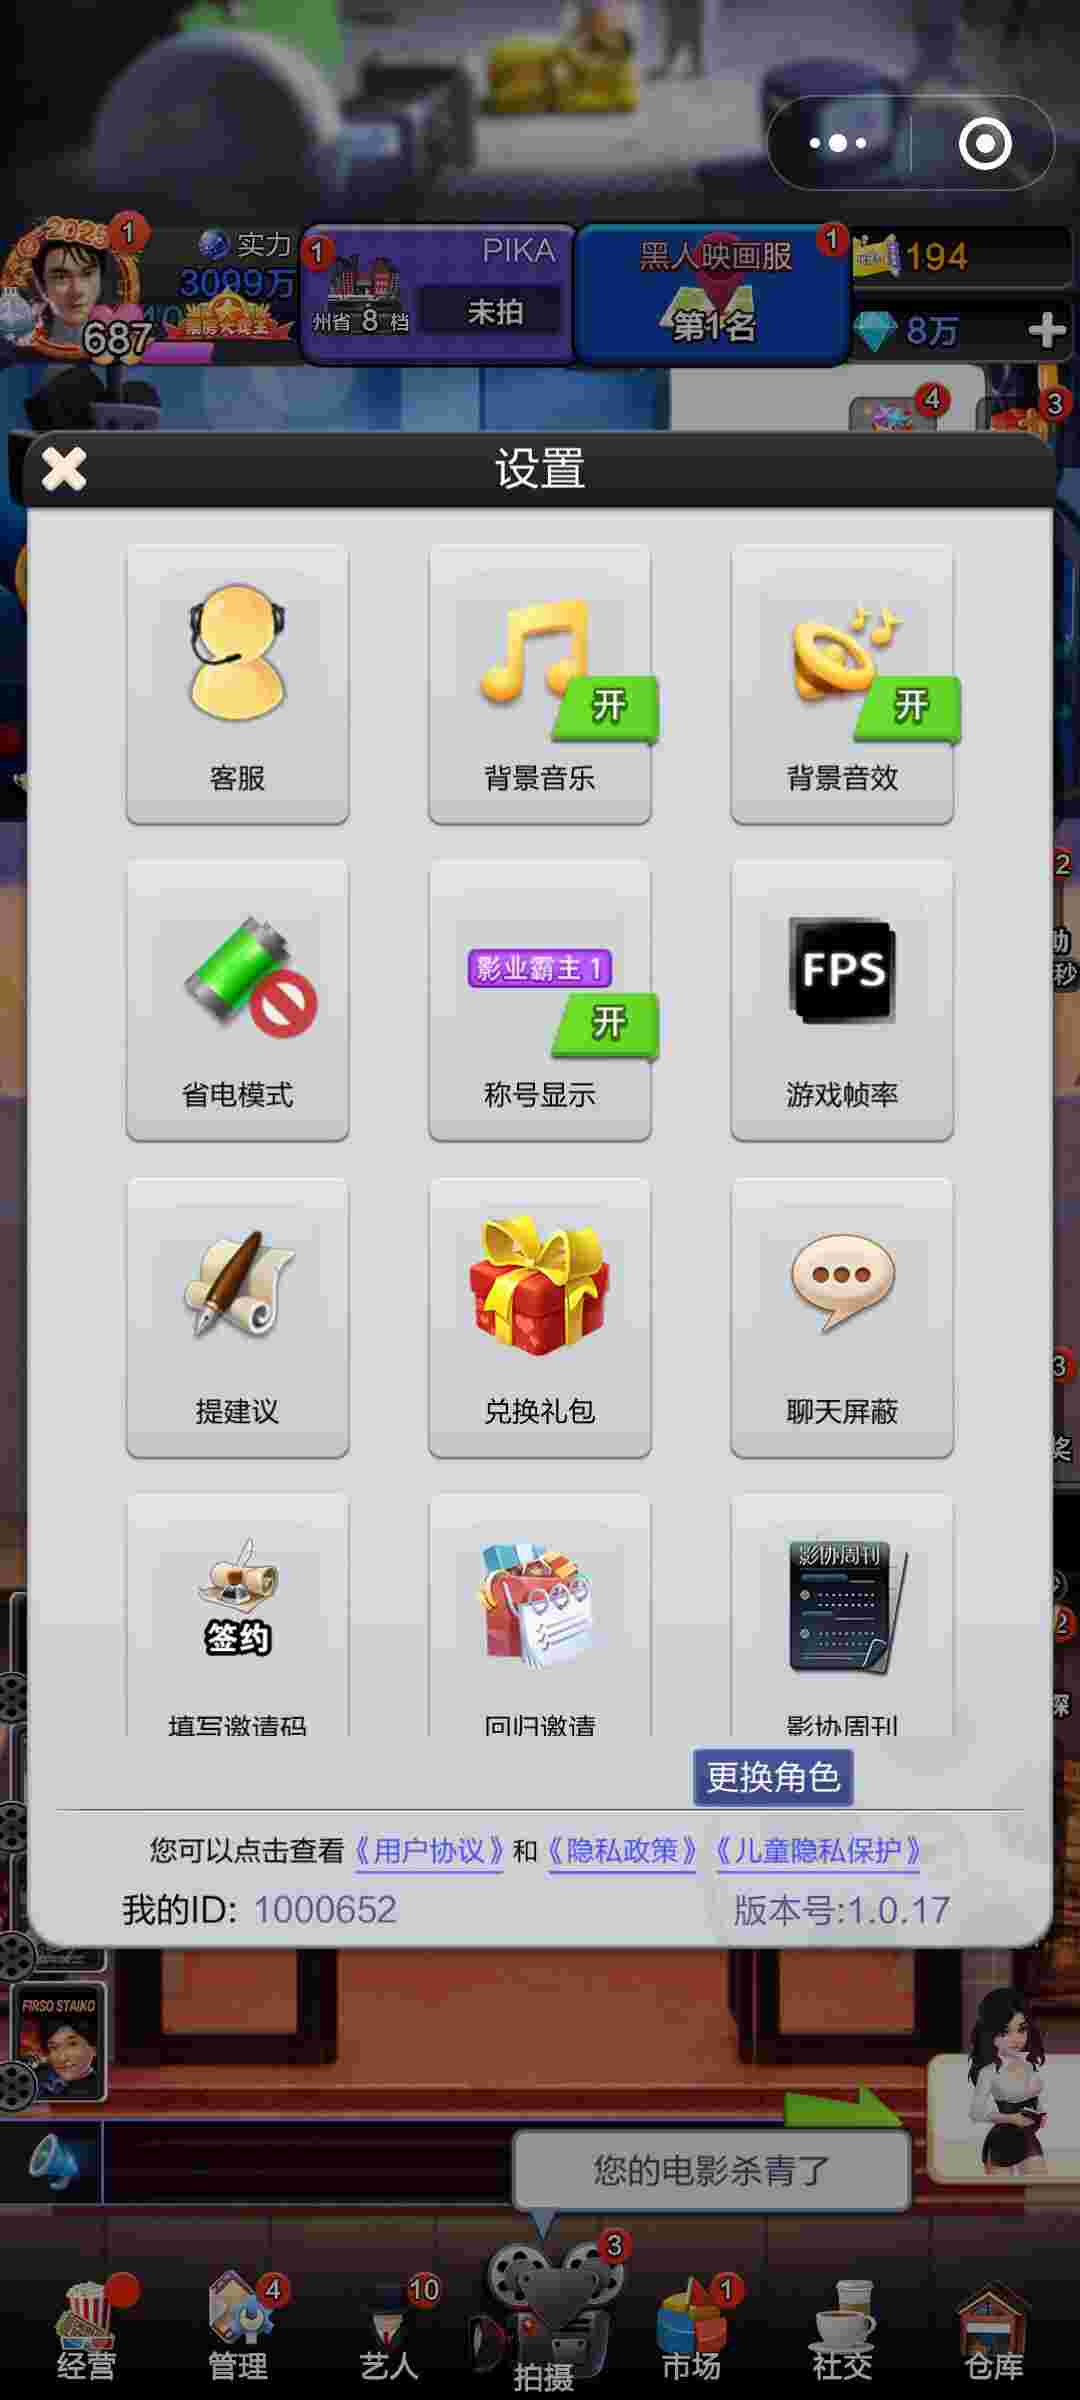 2025
1
实力
3099万
687
1
PIKA
州省 8 档
未拍
黑人映画服
1
第1名
194
8万
4
3
设置
客服
开
背景音乐
开
背景音效
省电模式
影业霸主 1
开
称号显示
FPS
游戏帧率
提建议
兑换礼包
聊天屏蔽
签约
填写邀请码
回归邀请
影协周刊
影协周刊
2
秒
3
奖
2
探
更换角色
您可以点击查看《用户协议》和《隐私政策》《儿童隐私保护》
我的ID: 1000652
版本号:1.0.17
FIRSO STAIKO
您的电影杀青了
经营
4
管理
10
艺人
3
拍摄
1
市场
社交
仓库